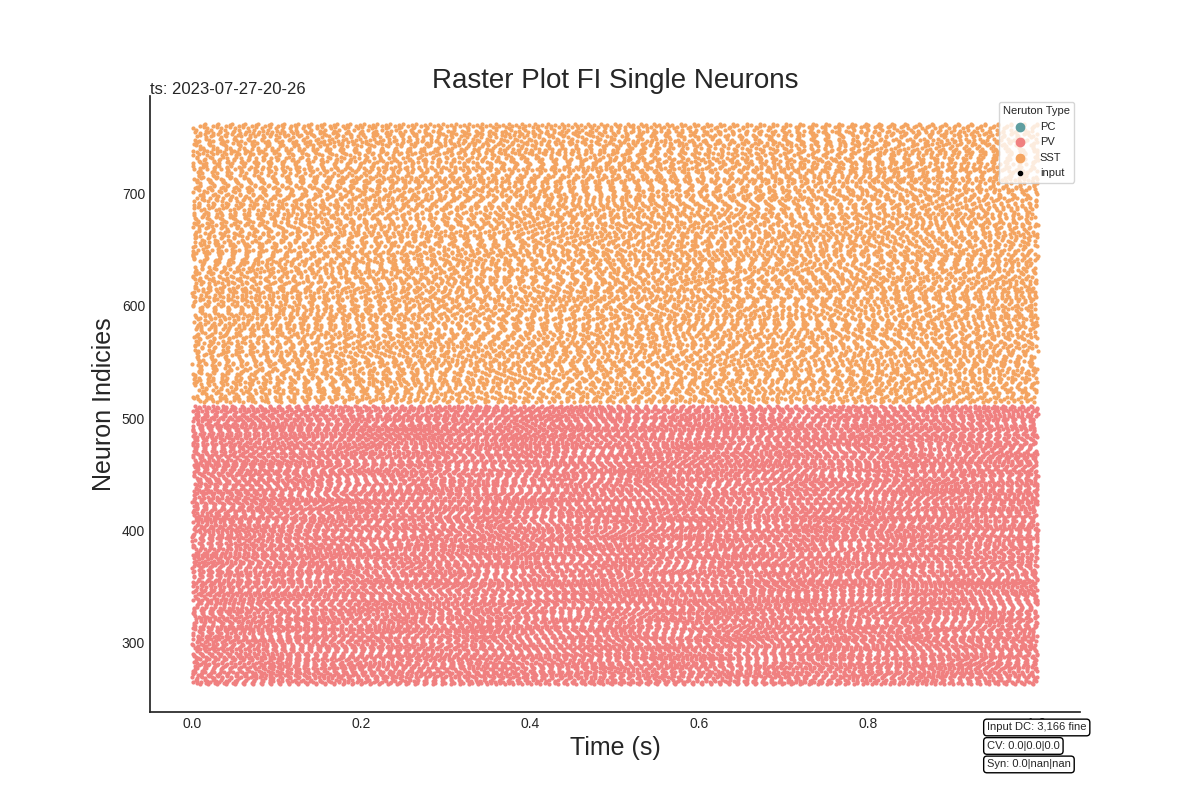 Raster Plot FI Single Neurons
ts: 2023-07-27-20-26
Neruton Type
PC
PV
SST
input
700
600
500
400
300
Neuron Indicies
0.0 0.2 0.4 0.6 0.8
Time (s)
Input DC: 3,166 fine
CV: 0.0|0.0|0.0
Syn: 0.0|nan|nan